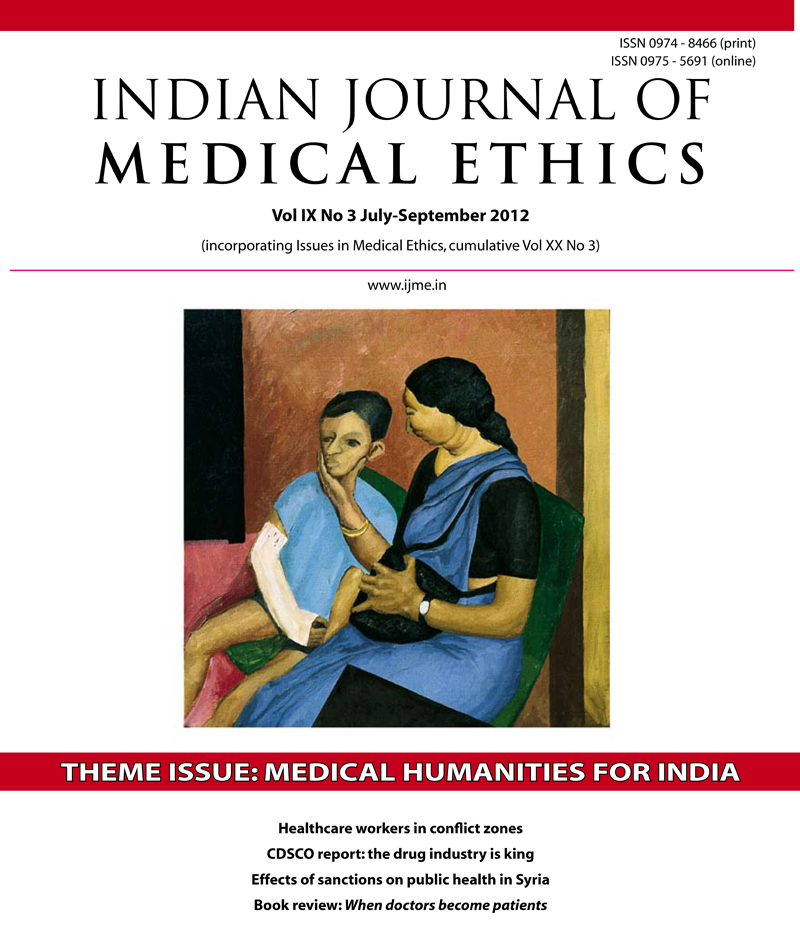 ISSN 0974 - 8466 (print)
ISSN 0975 - 5691 (online)
INDIAN JOURNAL OF
MEDICAL ETHICS
Vol IX No 3 July-September 2012
(incorporating Issues in Medical Ethics, cumulative Vol XX No 3)
www.ijme.in
THEME ISSUE: MEDICAL HUMANITIES FOR INDIA
Healthcare workers in conflict zones
CDSCO report: the drug industry is king
Effects of sanctions on public health in Syria
Book review: When doctors become patients